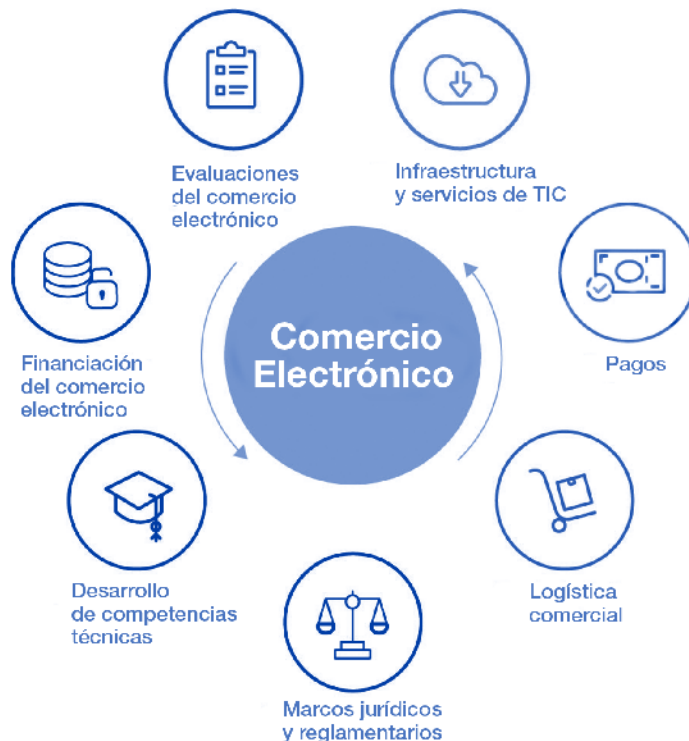 Evaluaciones
del comercio
electrónico
Infraestructura
y servicios de TIC
Financiación
del comercio
electrónico
Comercio
Electrónico
Pagos
Desarrollo
de competencias
técnicas
Logística
comercial
Marcos jurídicos
y reglamentarios